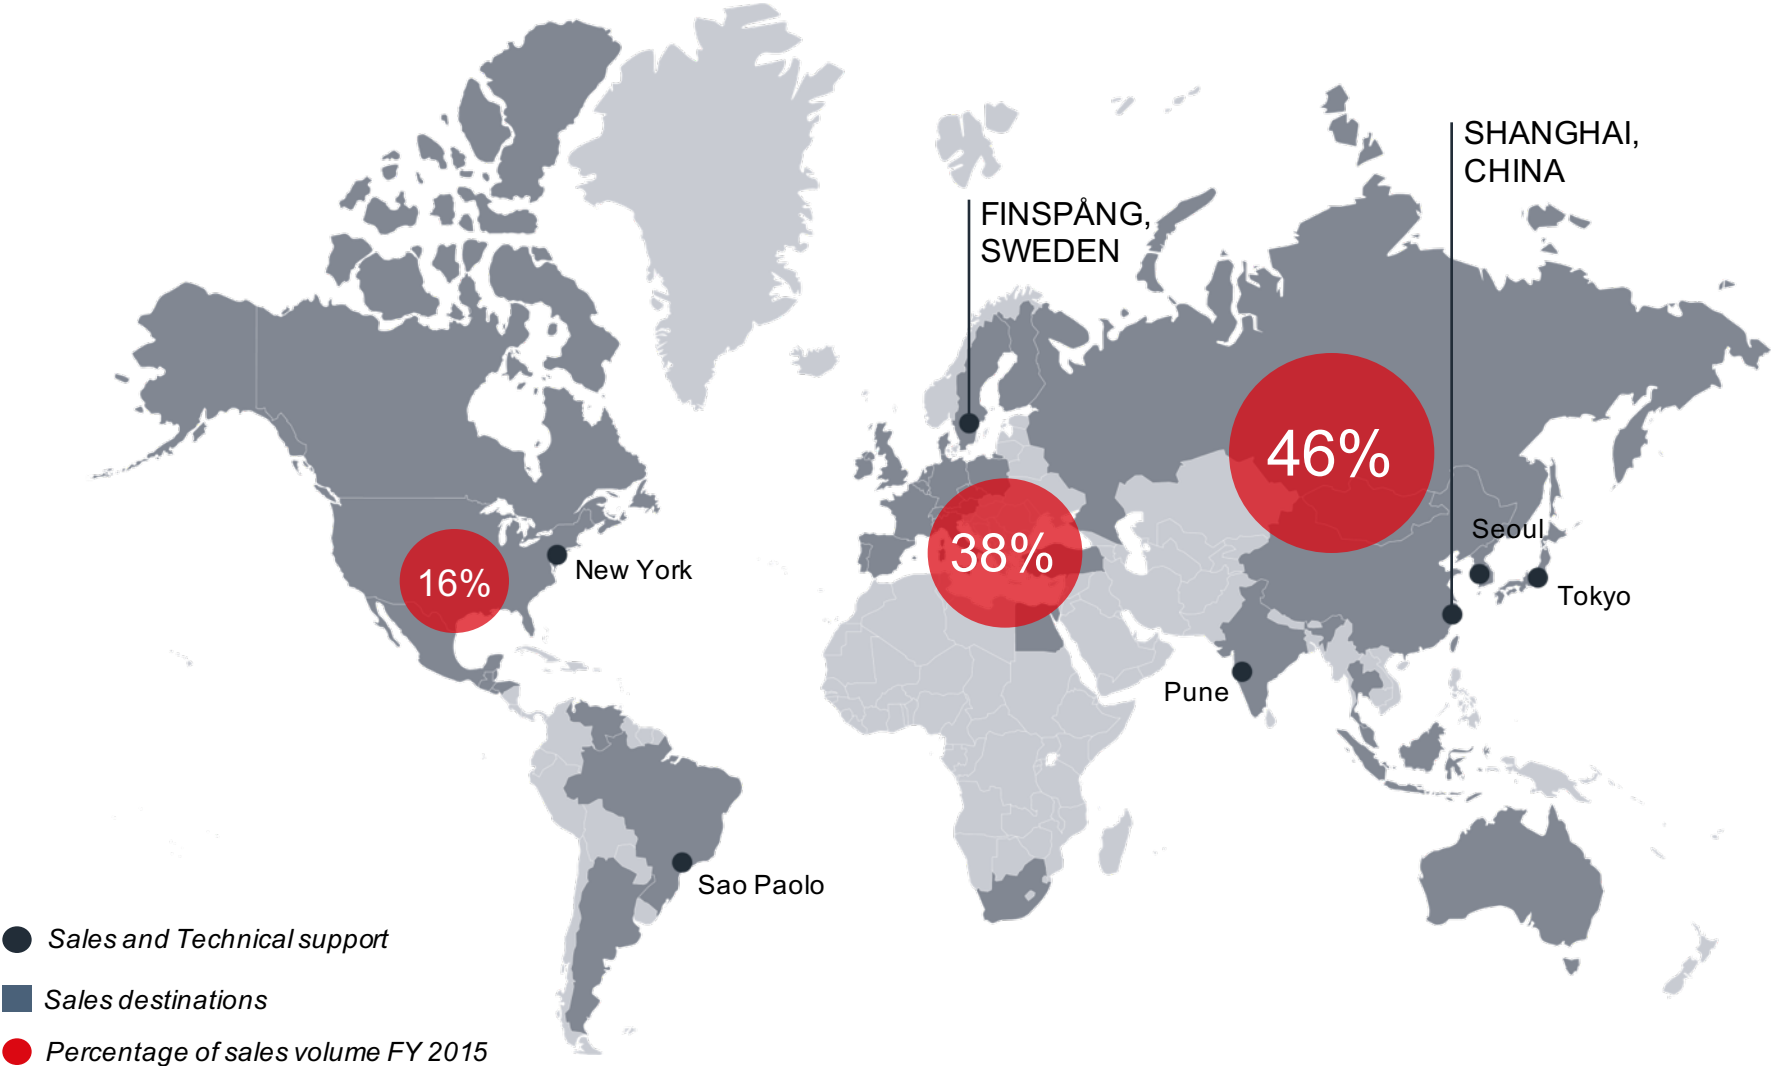 SHANGHAI,
CHINA
FINSPÅNG,
SWEDEN
46%
Seoul
38%
16%
New York
Tokyo
Pune
Sao Paolo
Sales and Technical support
Sales destinations
Percentage of sales volume FY 2015